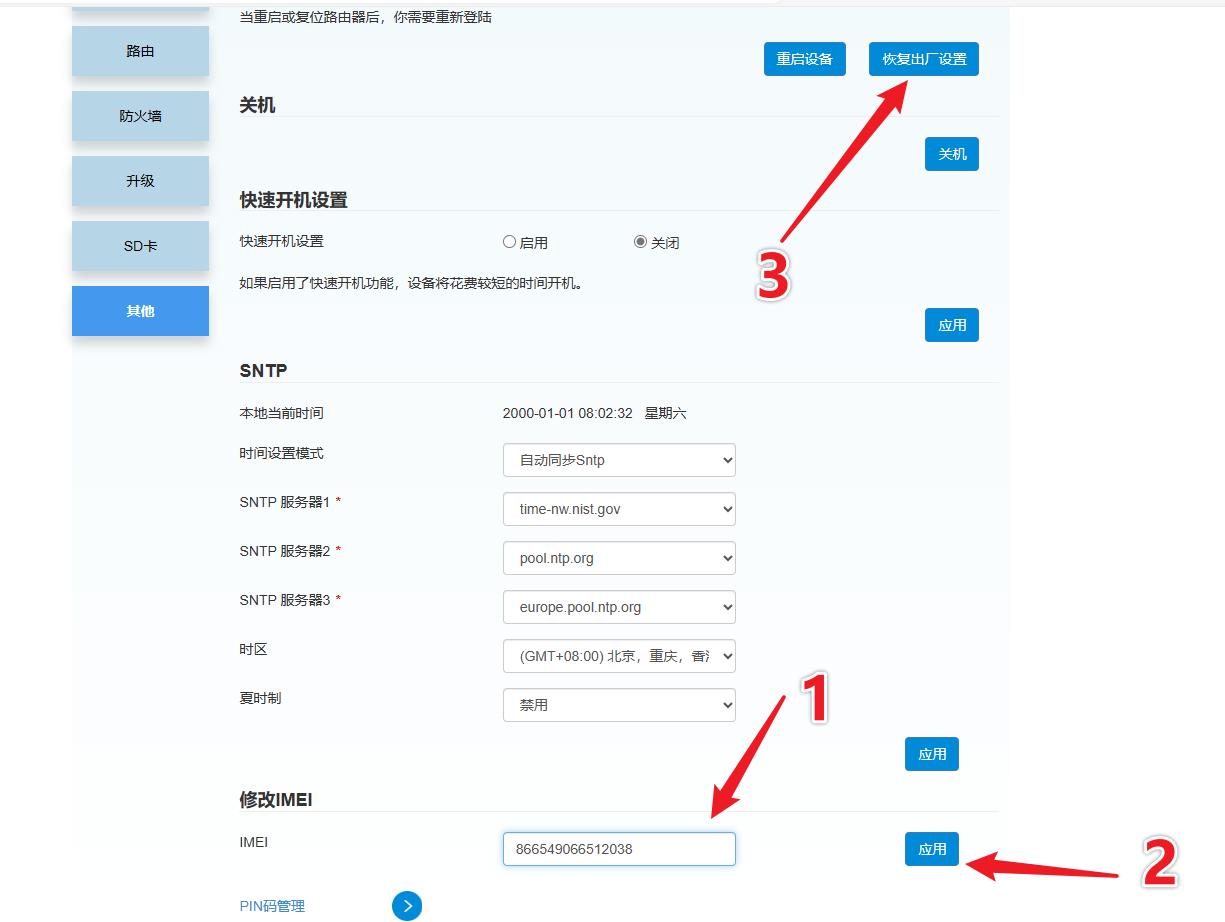 当重启或复位路由器后，你需要重新登陆
路由
重启设备 恢复出厂设置
关机
防火墙
关机
升级
快速开机设置
快速开机设置 启用 关闭
SD卡
如果启用了快速开机功能，设备将花费较短的时间开机。
3
其他
应用
SNTP
本地当前时间 2000-01-01 08:02:32 星期六
时间设置模式 自动同步Sntp
SNTP 服务器1 * time-nw.nist.gov
SNTP 服务器2 * pool.ntp.org
SNTP 服务器3 * europe.pool.ntp.org
时区 (GMT+08:00) 北京，重庆，香
夏时制 禁用
1
应用
修改IMEI
IMEI 866549066512038 应用
2
PIN码管理